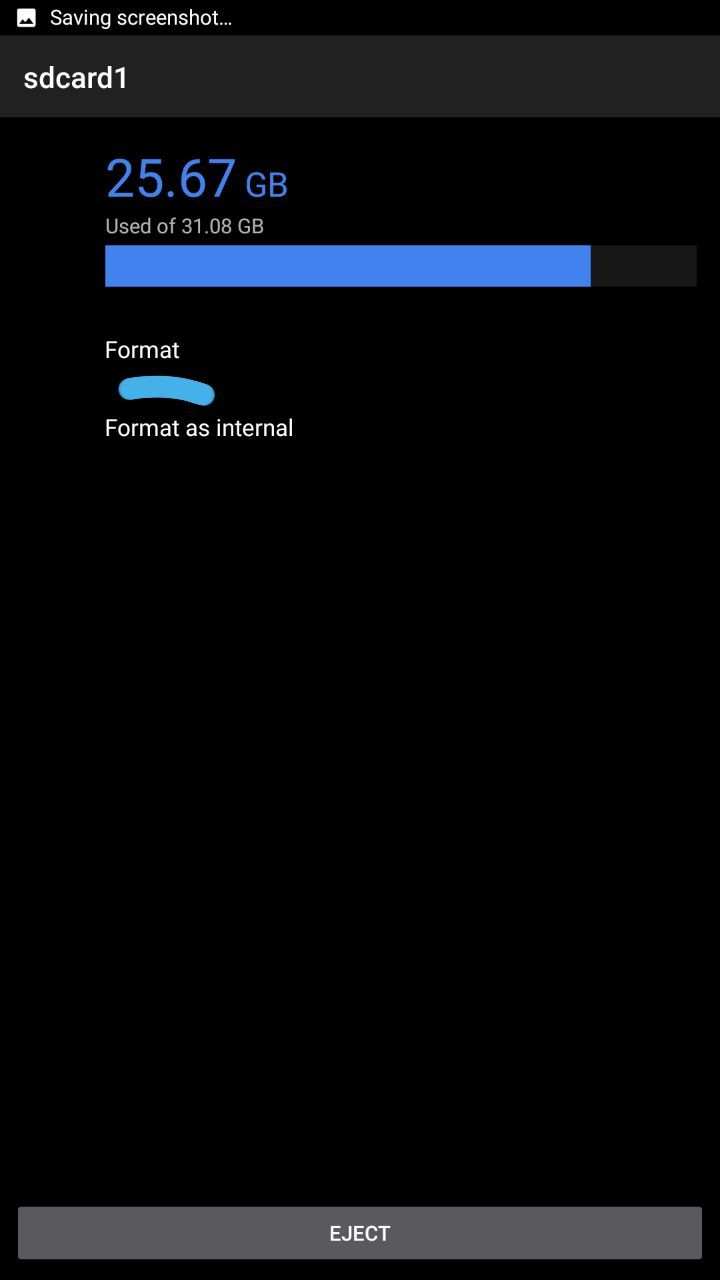 Saving screenshot...
sdcard1
25.67 GB
Used of 31.08 GB
Format
Format as internal
EJECT